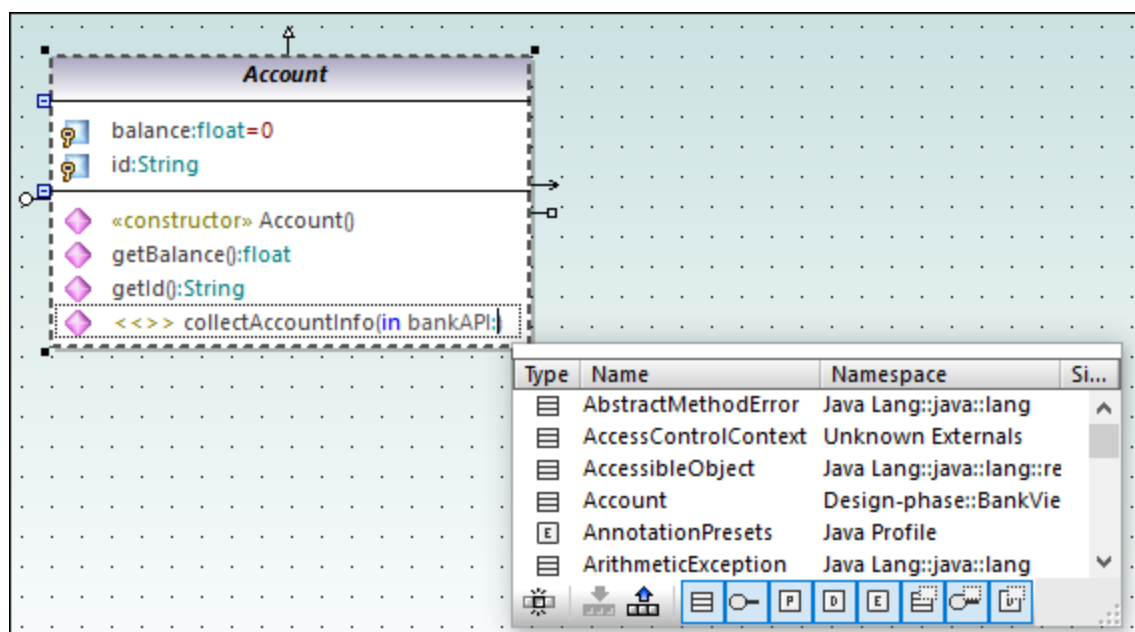 Account
balance:float=0
id:String
«constructor» Account()
getBalance():float
getId():String
<<>> collectAccountInfo(in bankAPI:)
Type Name Namespace Si...
AbstractMethodError Java Lang::java::lang
AccessControlContext Unknown Externals
AccessibleObject Java Lang::java::lang::re
Account Design-phase::BankVie
E AnnotationPresets Java Profile
ArithmeticException Java Lang::java::lang
P D E D